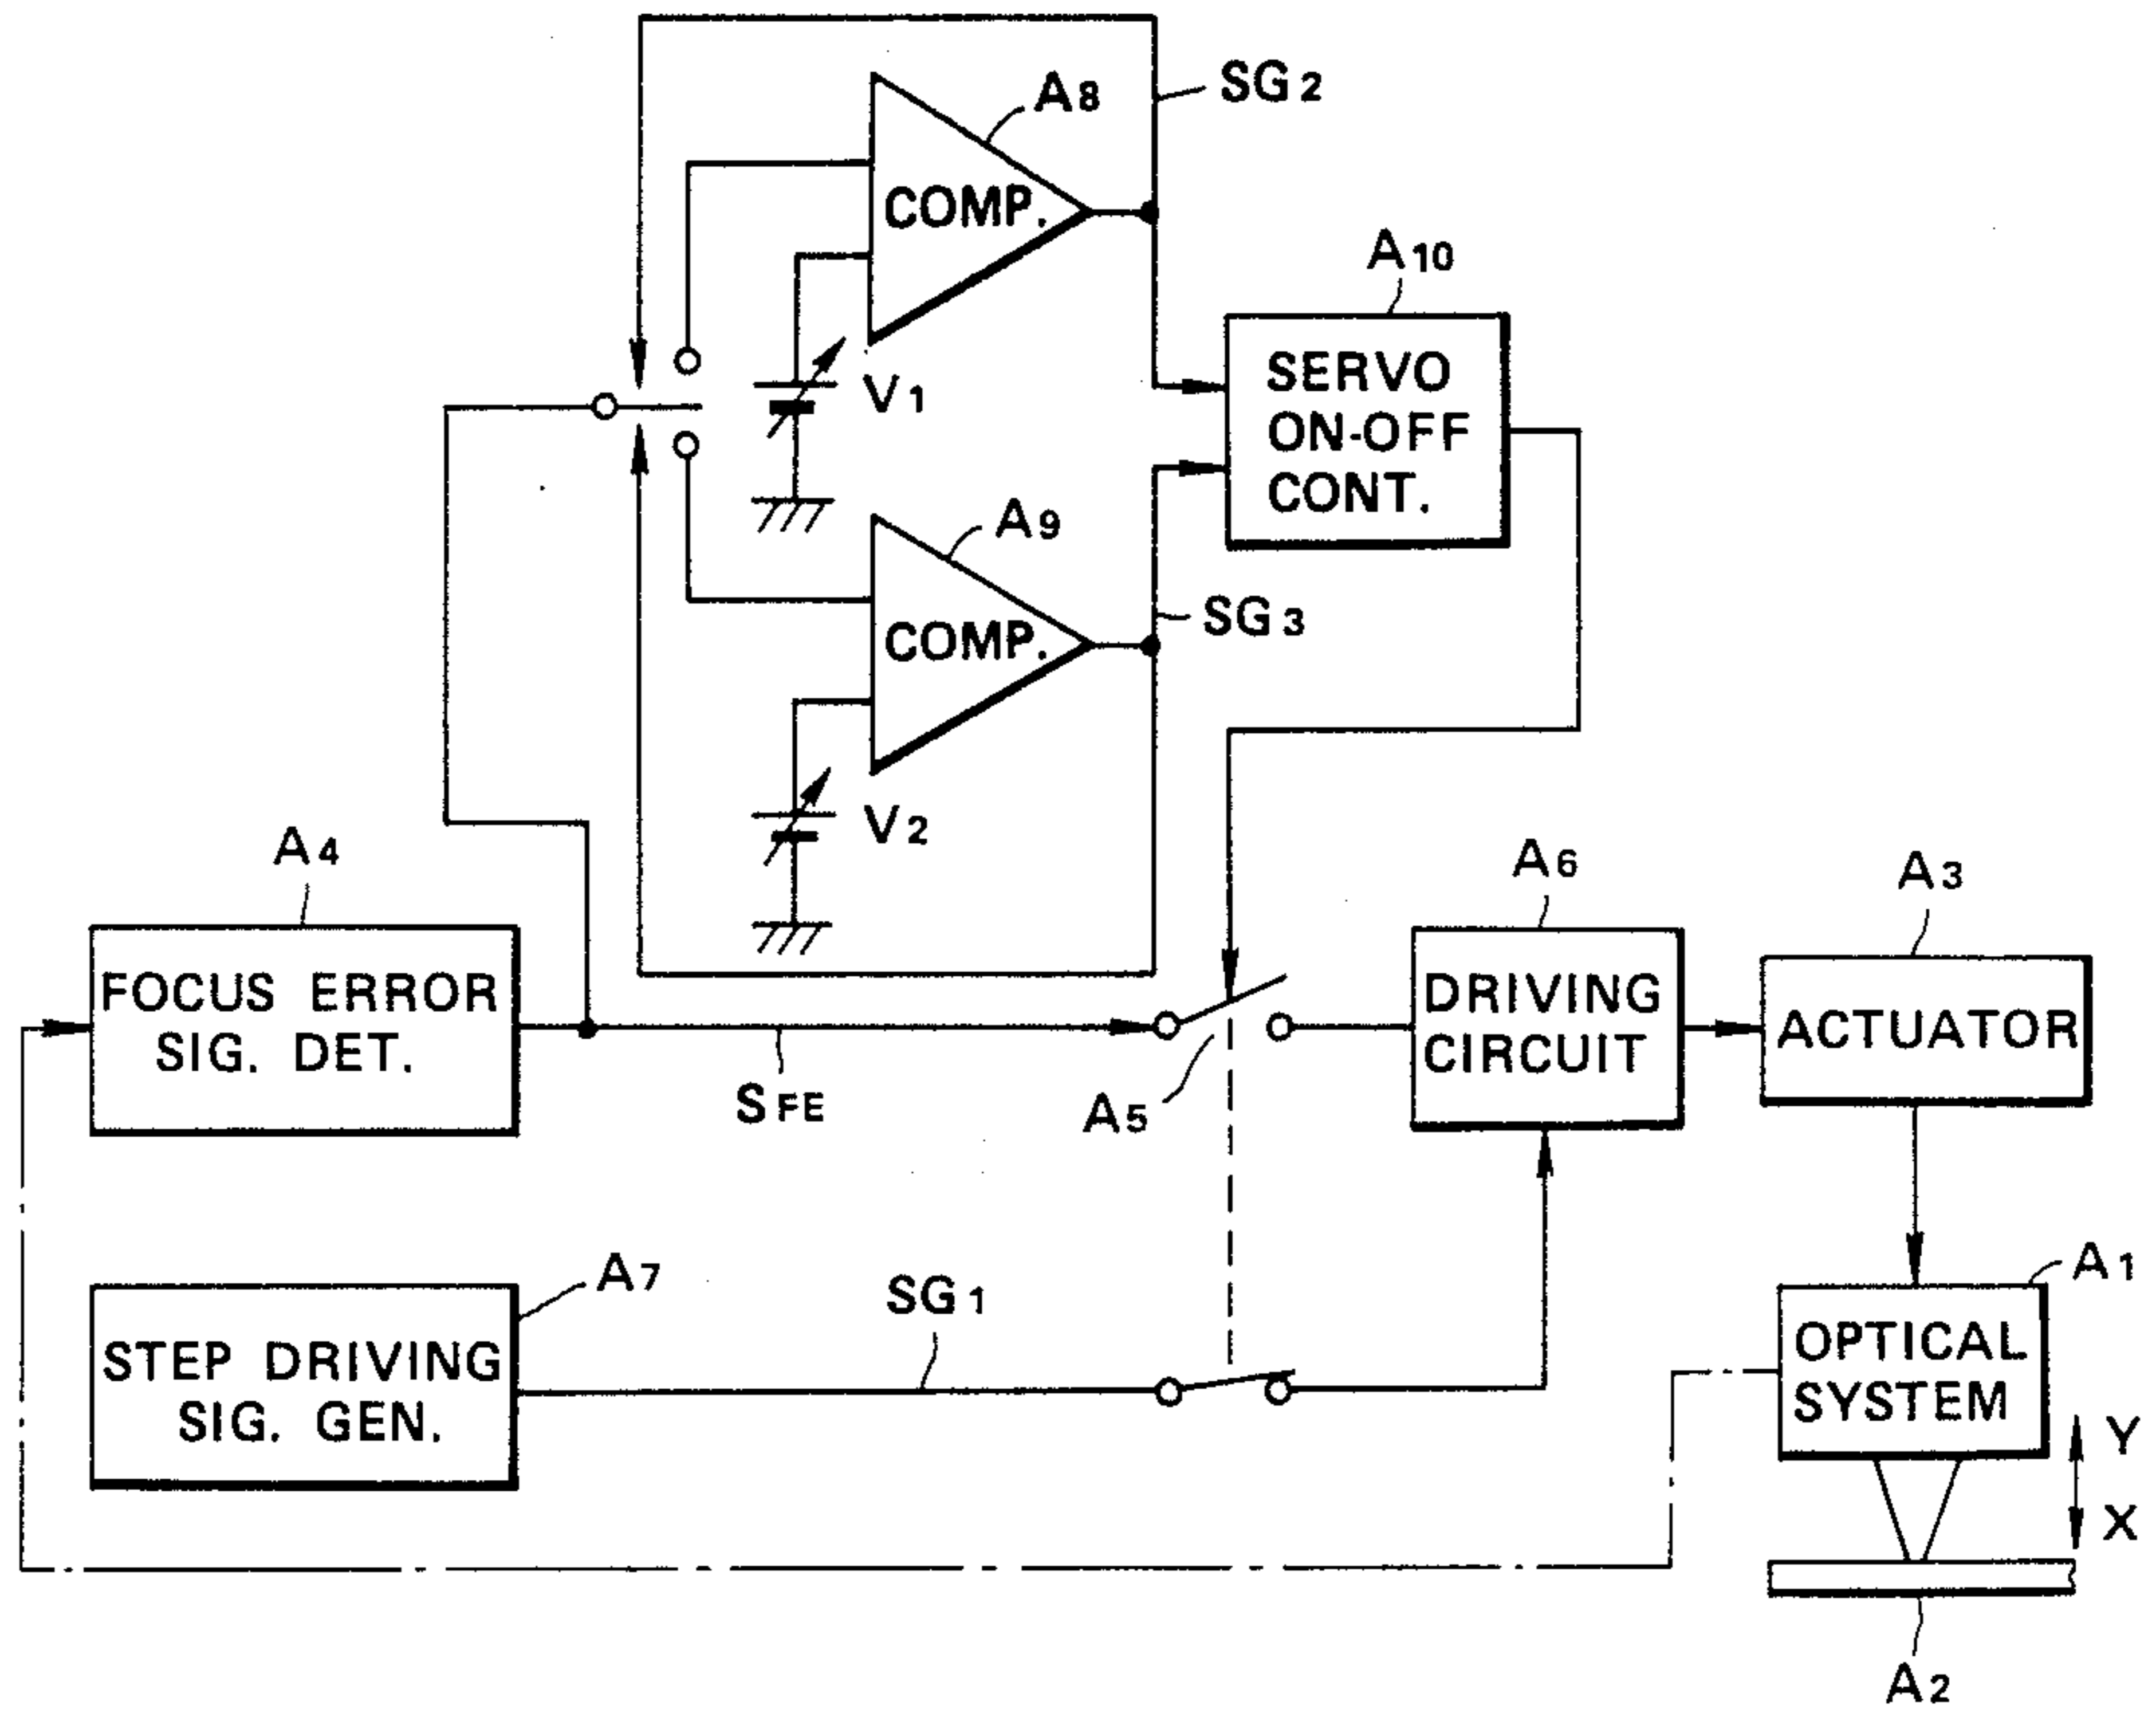 A8
SG2
COMP.
A10
V1
SERVO
ON-OFF
CONT.
A9
SG3
COMP.
V2
A4
A6
A3
FOCUS ERROR
SIG. DET.
DRIVING
CIRCUIT
ACTUATOR
SFE
A5
A7
SG1
A1
STEP DRIVING
SIG. GEN.
OPTICAL
SYSTEM
Y
X
A2